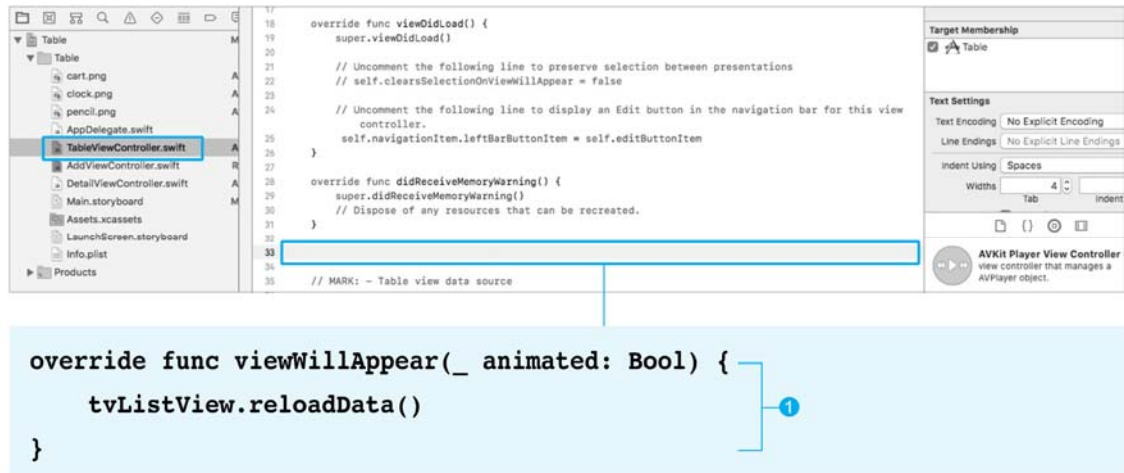 Table M
Table
cart.png A
clock.png A
pencil.png A
AppDelegate.swift
TableViewController.swift A
AddViewController.swift R
DetailViewController.swift A
Main.storyboard M
Assets.xcassets
LaunchScreen.storyboard
Info.plist
Products
17
18 override func viewDidLoad() {
19 super.viewDidLoad()
20
21 // Uncomment the following line to preserve selection between presentations
22 // self.clearsSelectionOnViewWillAppear = false
23
24 // Uncomment the following line to display an Edit button in the navigation bar for this view
controller.
25 self.navigationItem.leftBarButtonItem = self.editButtonItem
26 }
27
28 override func didReceiveMemoryWarning() {
29 super.didReceiveMemoryWarning()
30 // Dispose of any resources that can be recreated.
31 }
32
33
34
35 // MARK: - Table view data source
Target Membership
Table
Text Settings
Text Encoding No Explicit Encoding
Line Endings No Explicit Line Endings
Indent Using Spaces
Widths 4
Tab Indent
{}
AVKit Player View Controller
view controller that manages a
AVPlayer object.
override func viewWillAppear(_ animated: Bool) {
tvListView.reloadData()
}
1